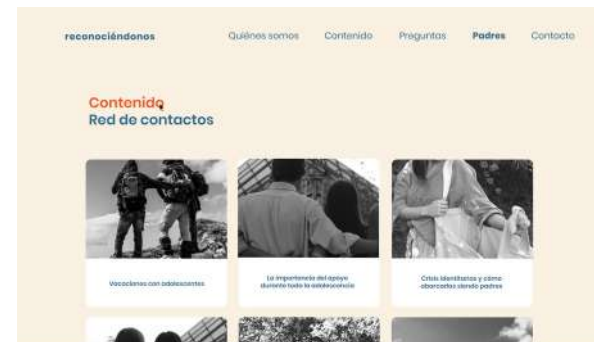 reconociéndonos
Quiénes somos Contenido Preguntas Padres Contacto
Contenido
Red de contactos
Vacaciones con adolescentes
La importancia del apoyo
durante toda la adolescencia
Crisis identitarias y cómo
abarcadas siendo padres